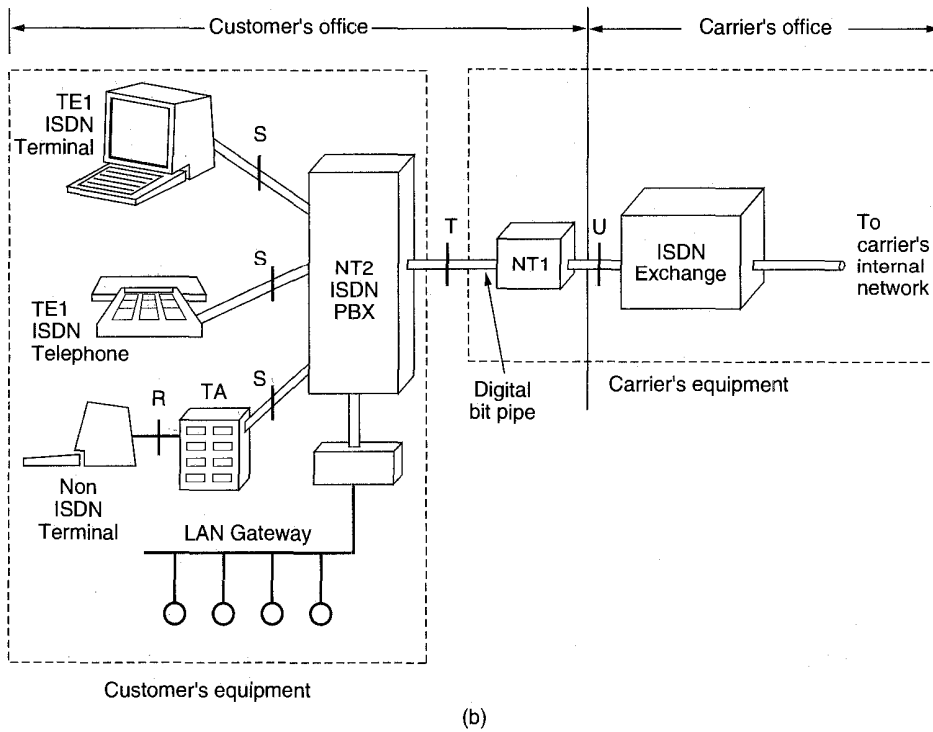 Customer's office
Carrier's office
TE1
ISDN
Terminal
S
TE1
ISDN
Telephone
S
Non
ISDN
Terminal
R
TA
S
NT2
ISDN
PBX
LAN Gateway
T
NT1
Digital
bit pipe
U
ISDN
Exchange
To
carrier's
internal
network
Carrier's equipment
Customer's equipment
(b)